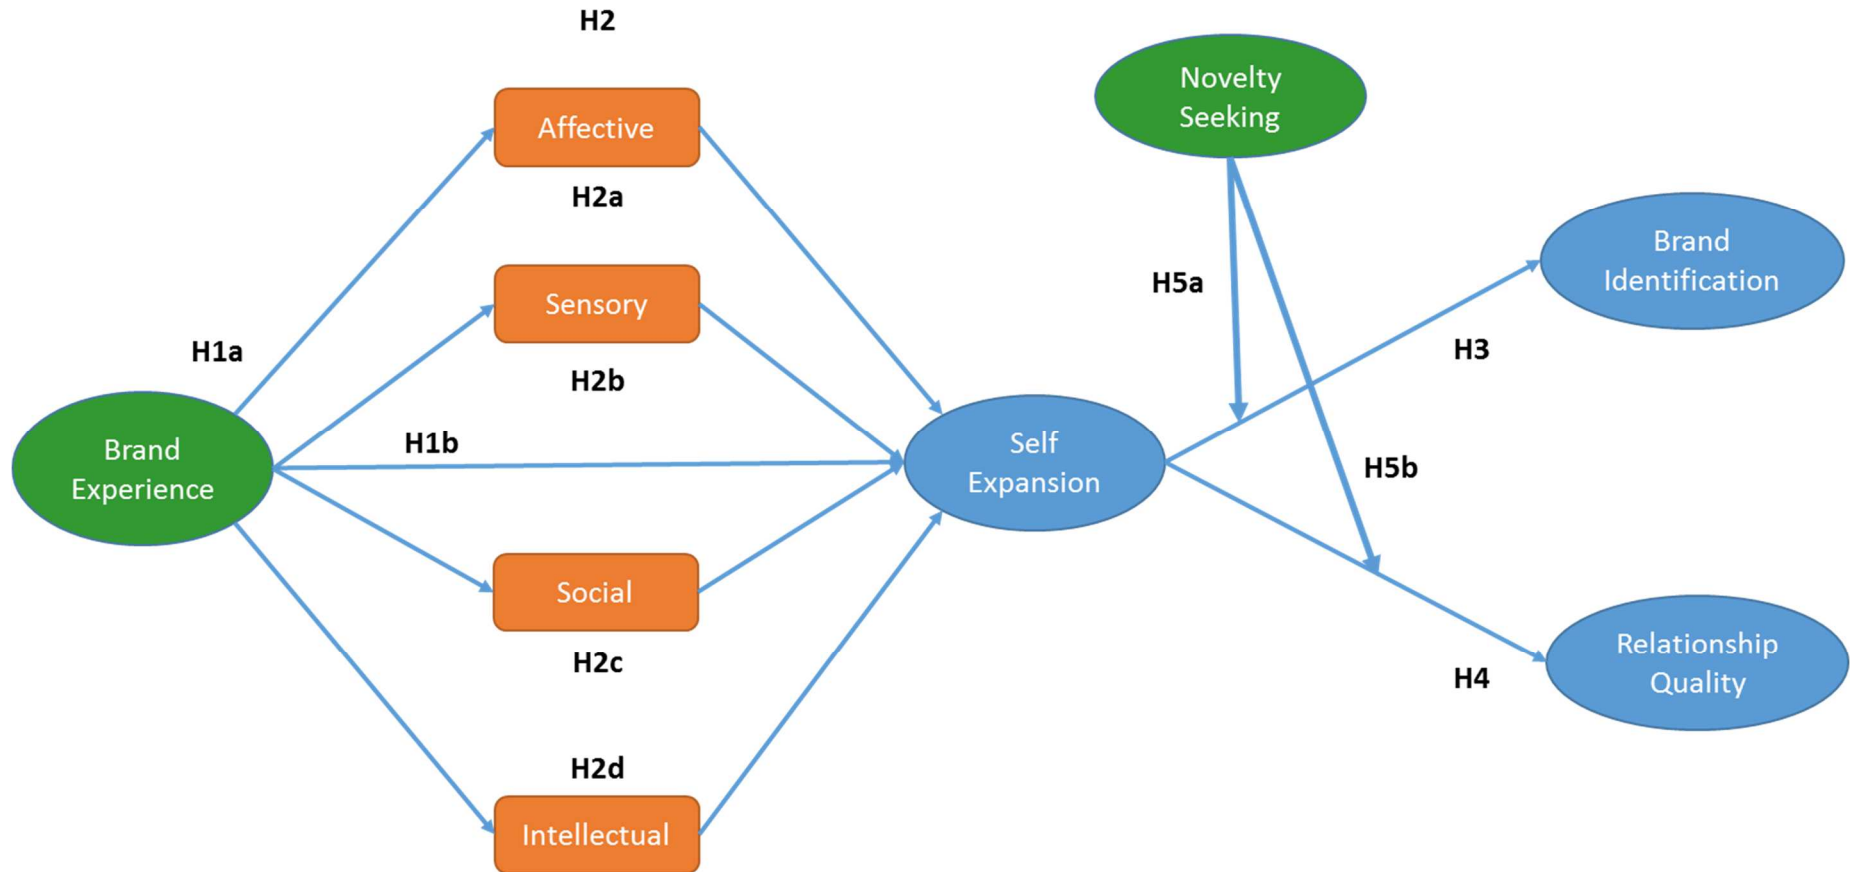 H2
Novelty
Seeking
Affective
H2a
Brand
Identification
H5a
Sensory
H1a
H3
H2b
H1b
Brand
Experience
Self
Expansion
H5b
Social
H2c
Relationship
Quality
H4
H2d
Intellectual